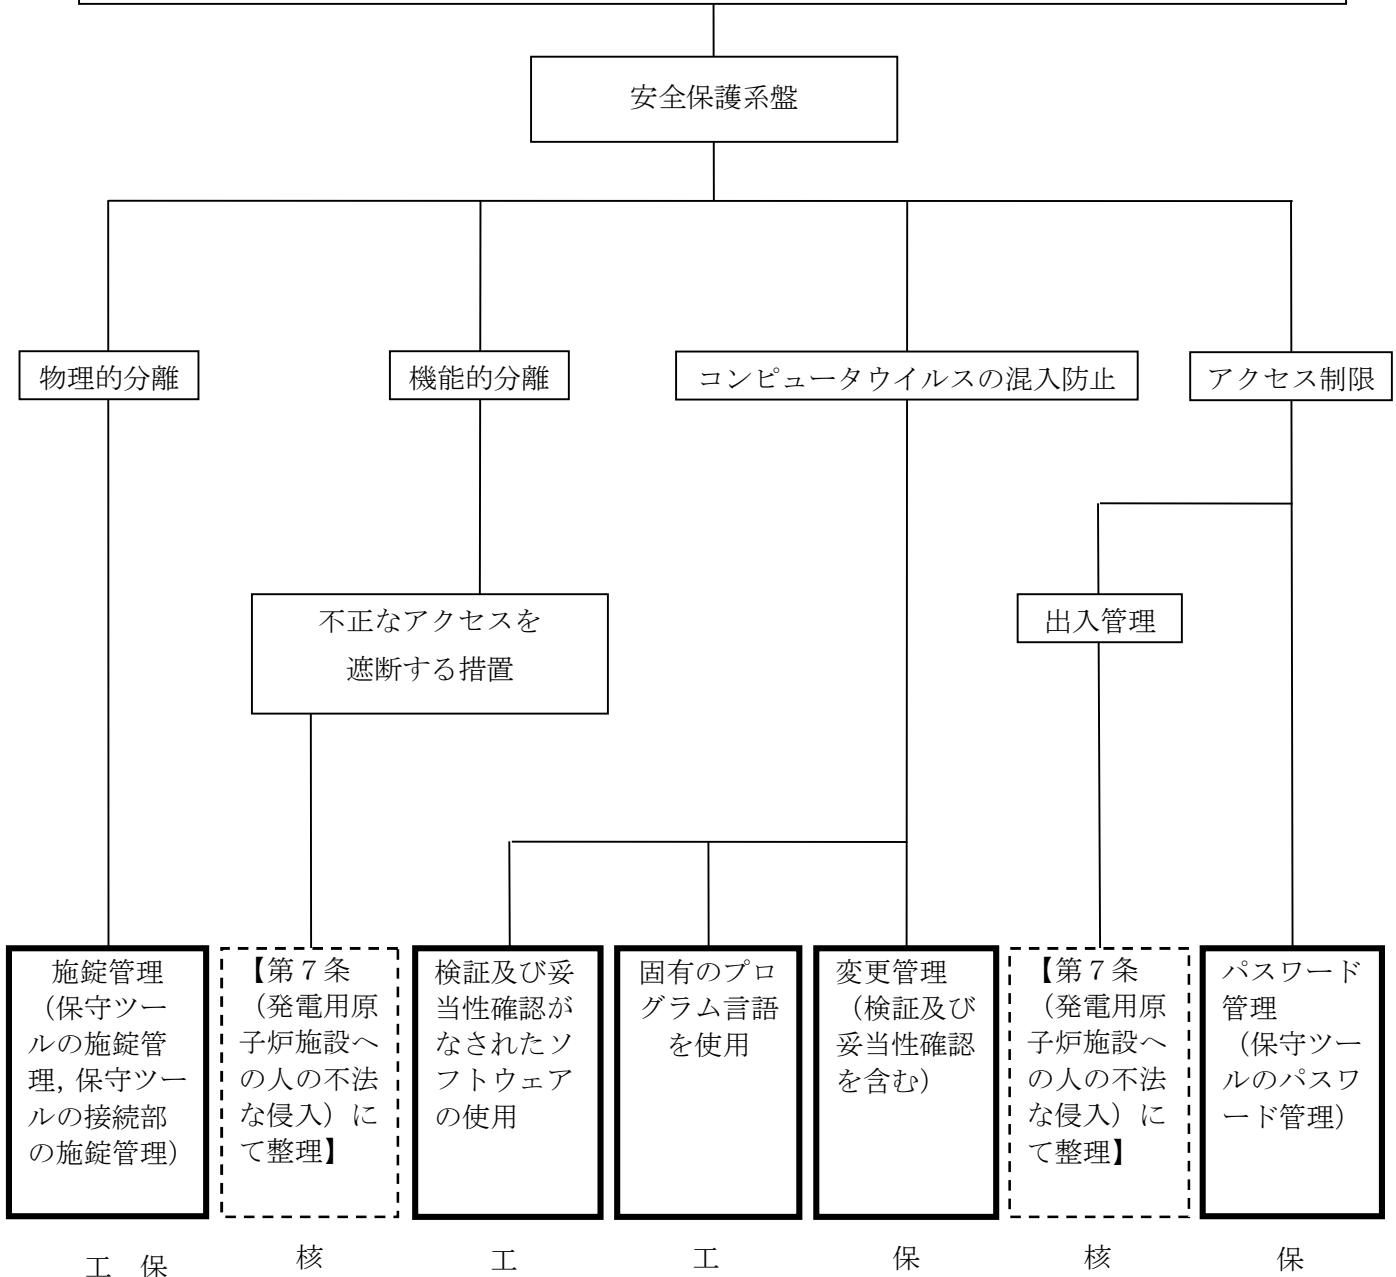 安全保護系盤
物理的分離
機能的分離
コンピュータウイルスの混入防止
アクセス制限
不正なアクセスを
遮断する措置
出入管理
施錠管理
（保守ツー
ルの施錠管
理，保守ツー
ルの接続部
の施錠管理）
【第７条
（発電用原
子炉施設へ
の人の不法
な侵入）に
て整理】
検証及び妥
当性確認が
なされたソ
フトウェア
の使用
固有のプロ
グラム言語
を使用
変更管理
（検証及び
妥当性確認
を含む）
【第７条
（発電用原
子炉施設へ
の人の不法
な侵入）に
て整理】
パスワード
管理
（保守ツー
ルのパスワ
ード管理）
工 保
核
工
工
保
核
保